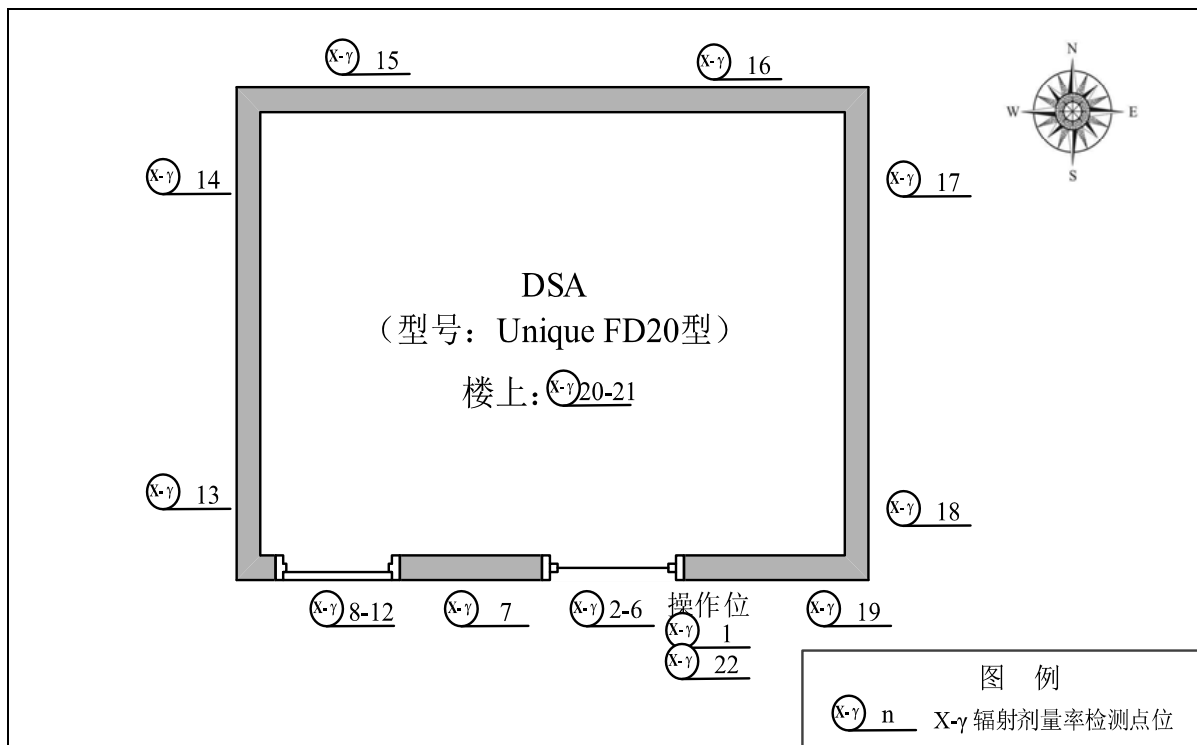 X-γ 15
X-γ 16
N
W E
S
X-γ 14
X-γ 17
DSA
（型号：Unique FD20型）
楼上：X-γ 20-21
X-γ 13
X-γ 18
X-γ 8-12
X-γ 7
X-γ 2-6
操作位
X-γ 1
X-γ 22
X-γ 19
图 例
X-γ n X-γ 辐射剂量率检测点位